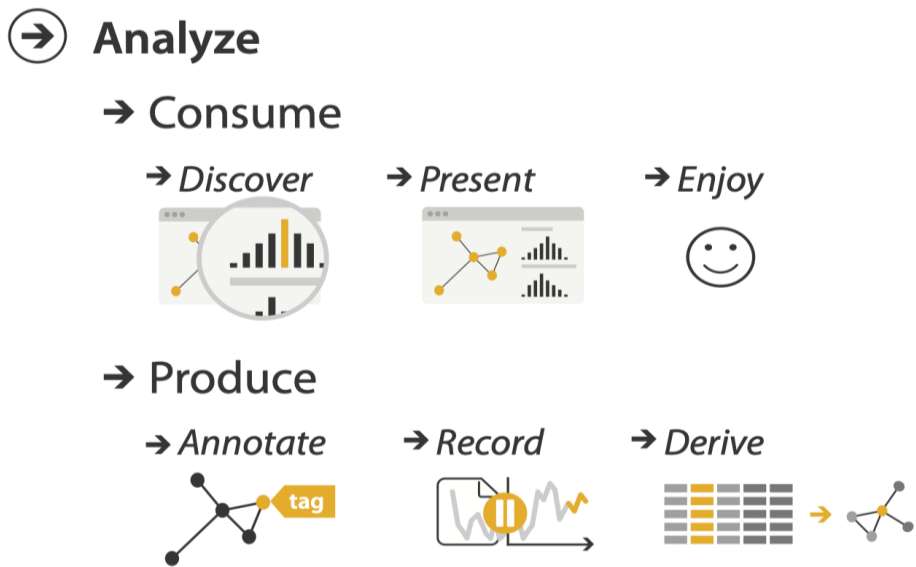 Analyze
Consume
Discover
Present
Enjoy
Produce
Annotate
Record
Derive
tag